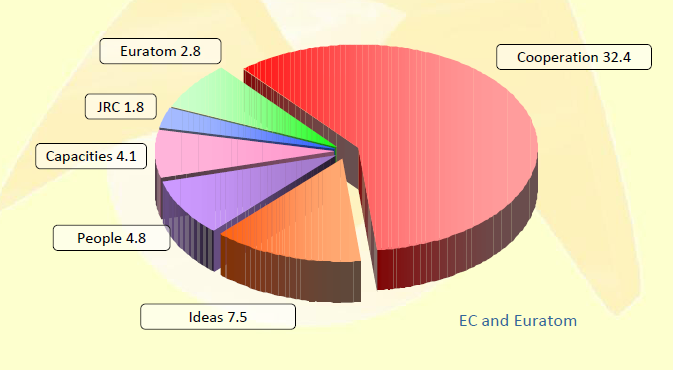 Euratom 2.8
Cooperation 32.4
JRC 1.8
Capacities 4.1
People 4.8
Ideas 7.5
EC and Euratom